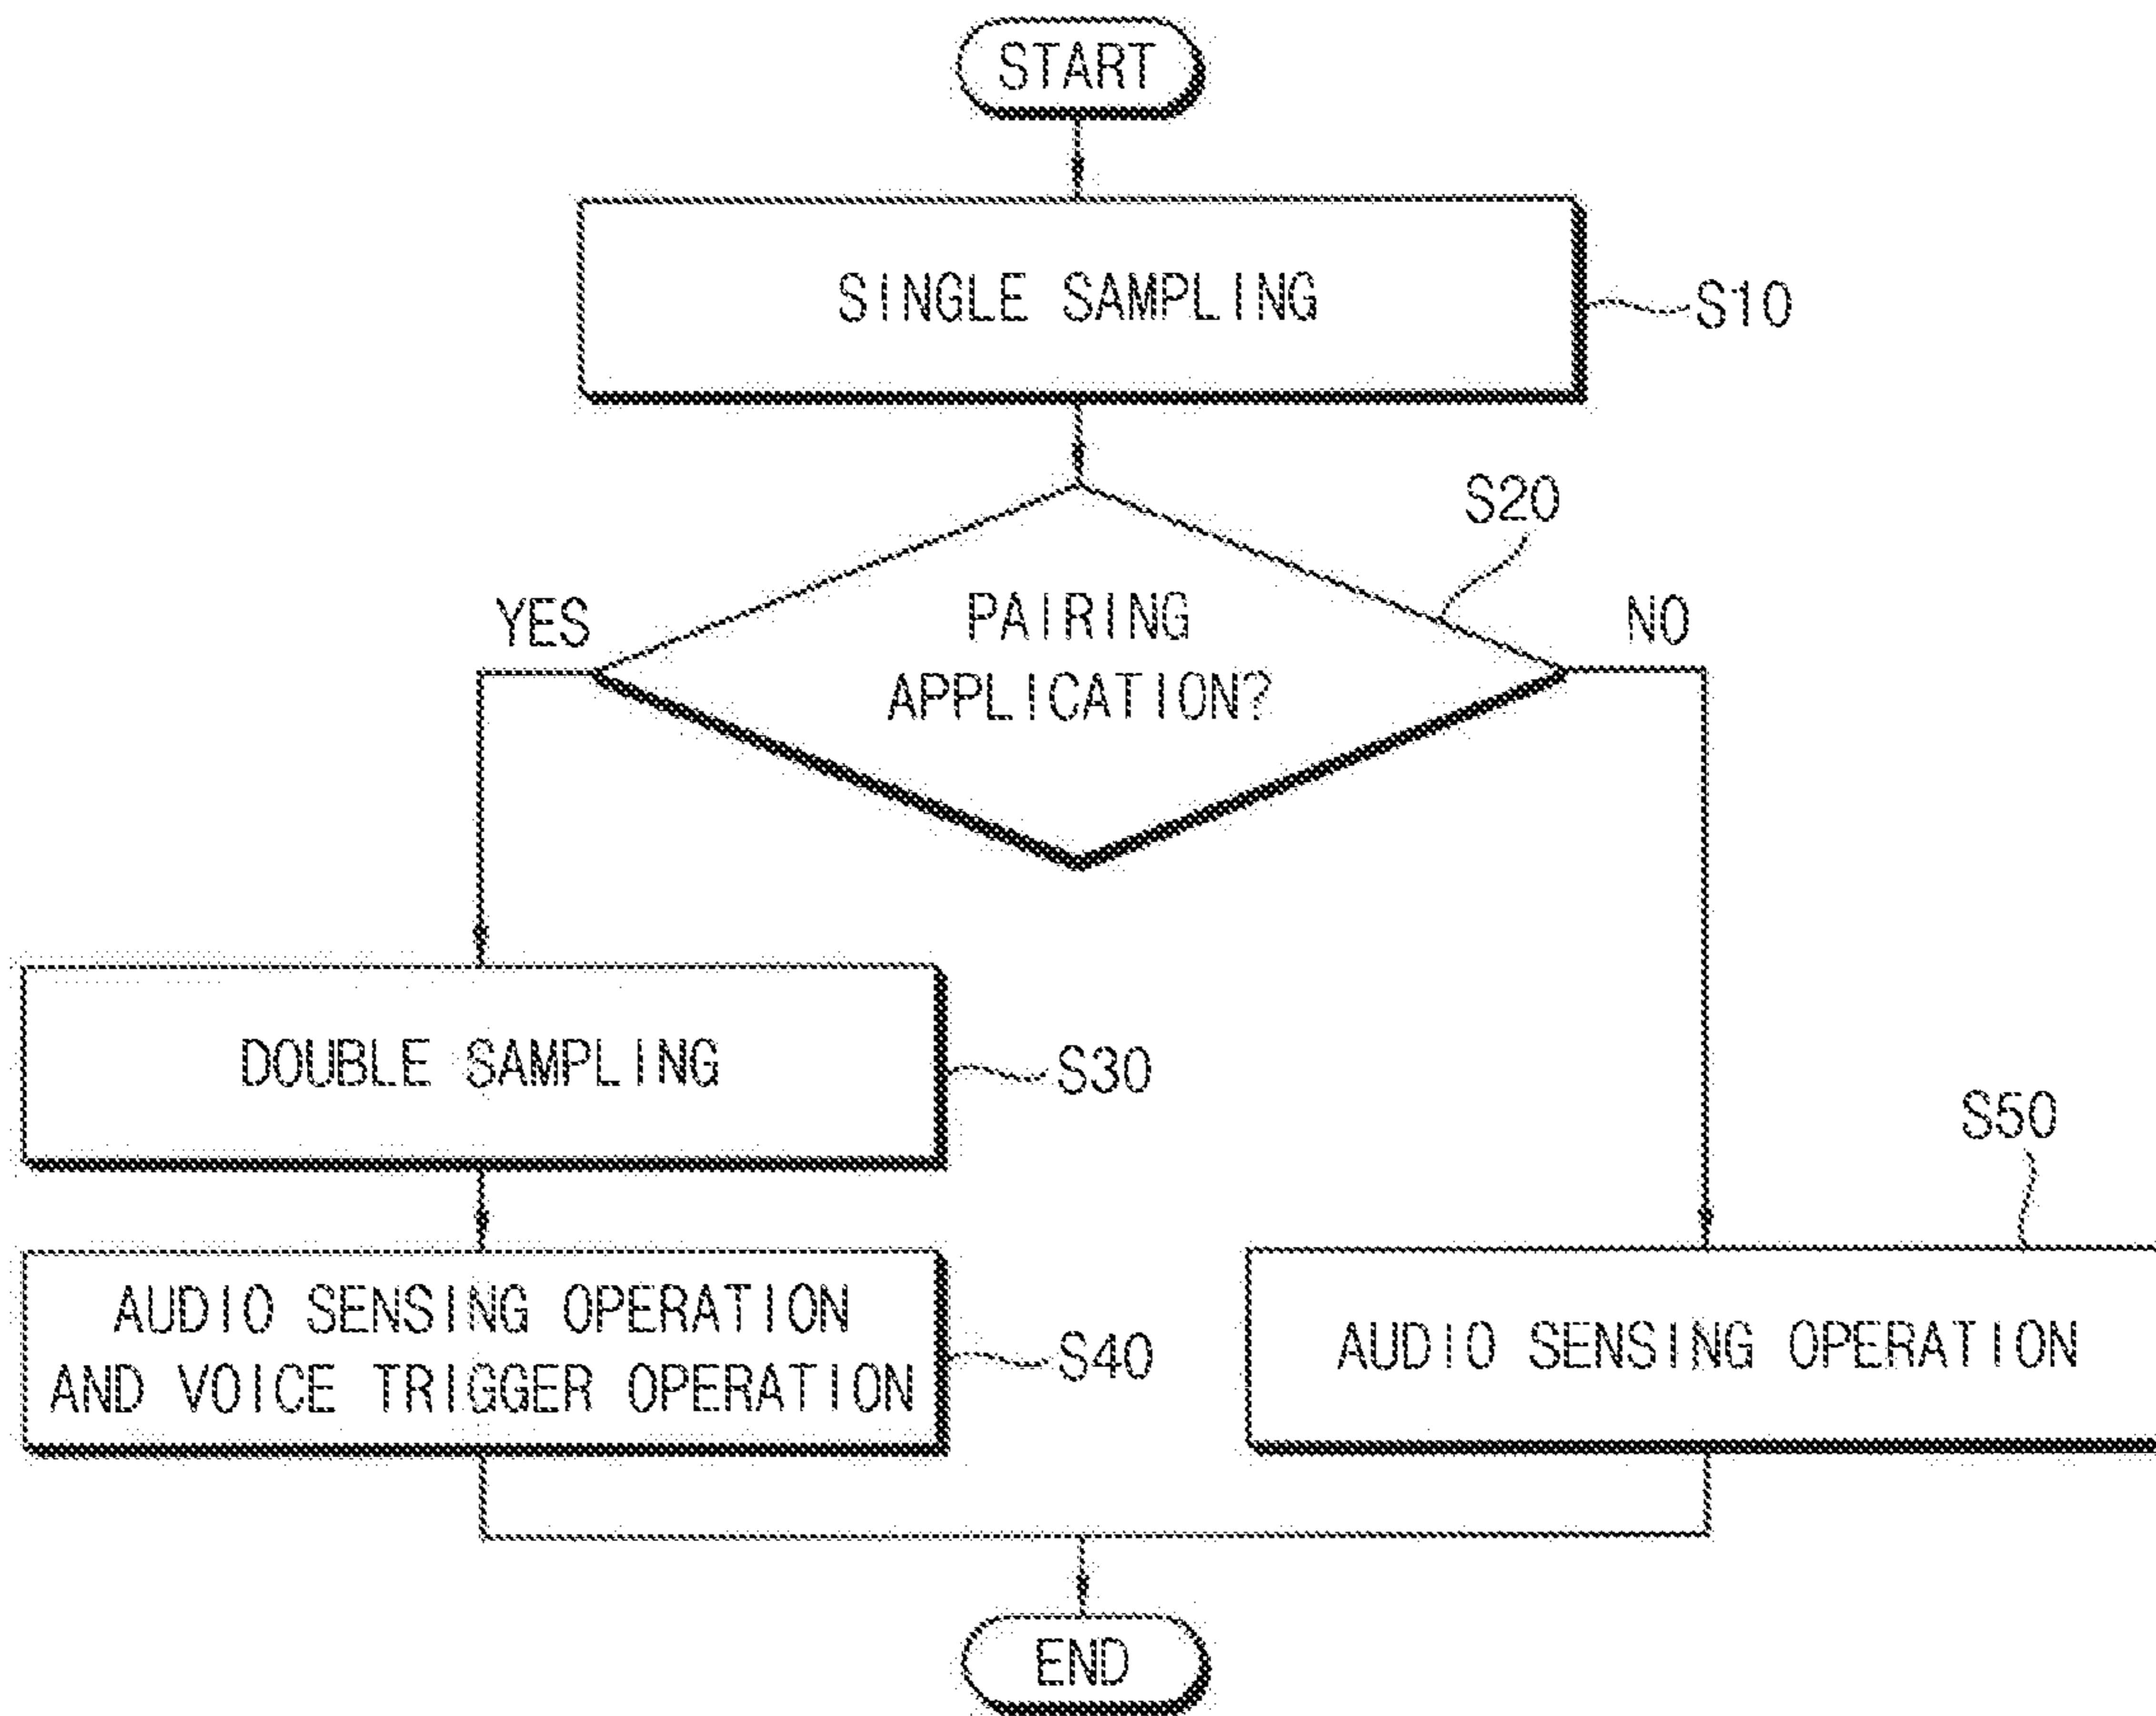 START
SINGLE SAMPLING
S10
S20
YES
PAIRING
APPLICATION?
NO
DOUBLE SAMPLING
S30
S50
AUDIO SENSING OPERATION
AND VOICE TRIGGER OPERATION
S40
AUDIO SENSING OPERATION
END